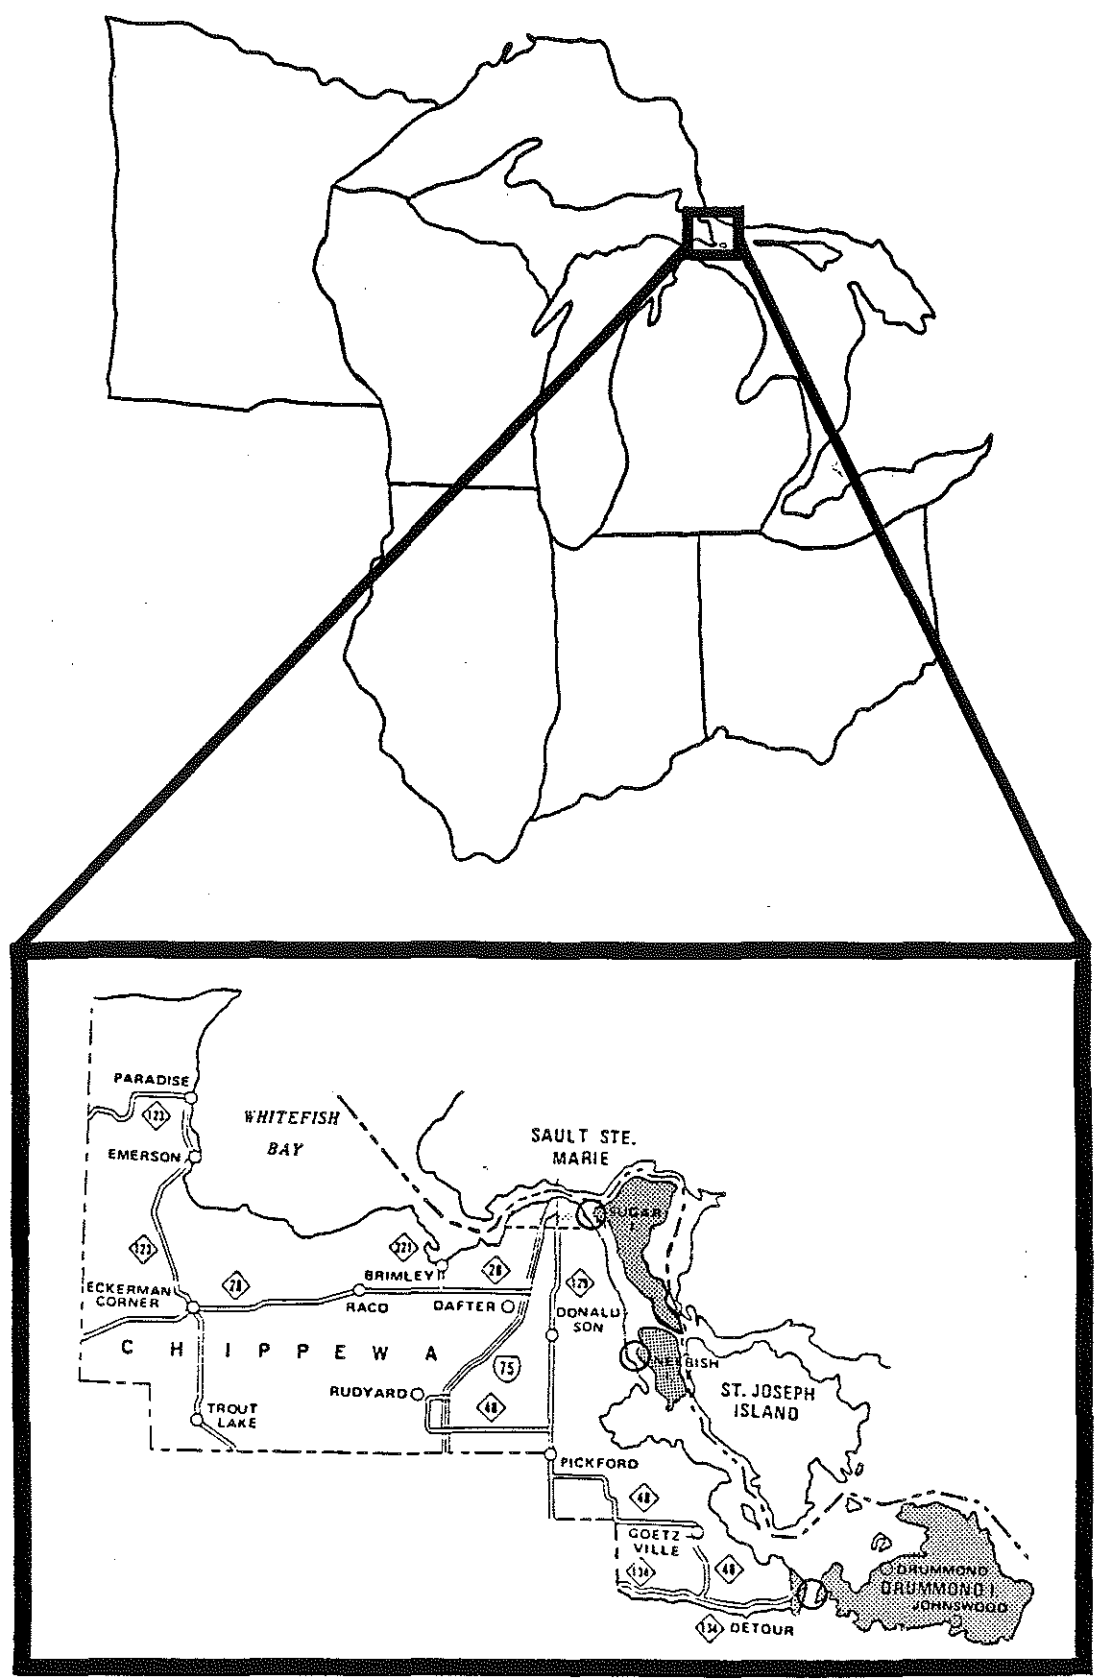 PARADISE
123
WHITEFISH
BAY
EMERSON
SAULT STE.
MARIE
SUGAR
I.
123
221
BRIMLEY
28
28
129
ECKERMAN
CORNER
RACO
DAFTER
DONALD
SON
CHIPPEWA
75
NEEBISH
RUDYARD
48
ST. JOSEPH
ISLAND
TROUT
LAKE
PICKFORD
48
GOETZ
VILLE
134
48
DRUMMOND
DRUMMOND I.
JOHNSWOOD
134
DETOUR